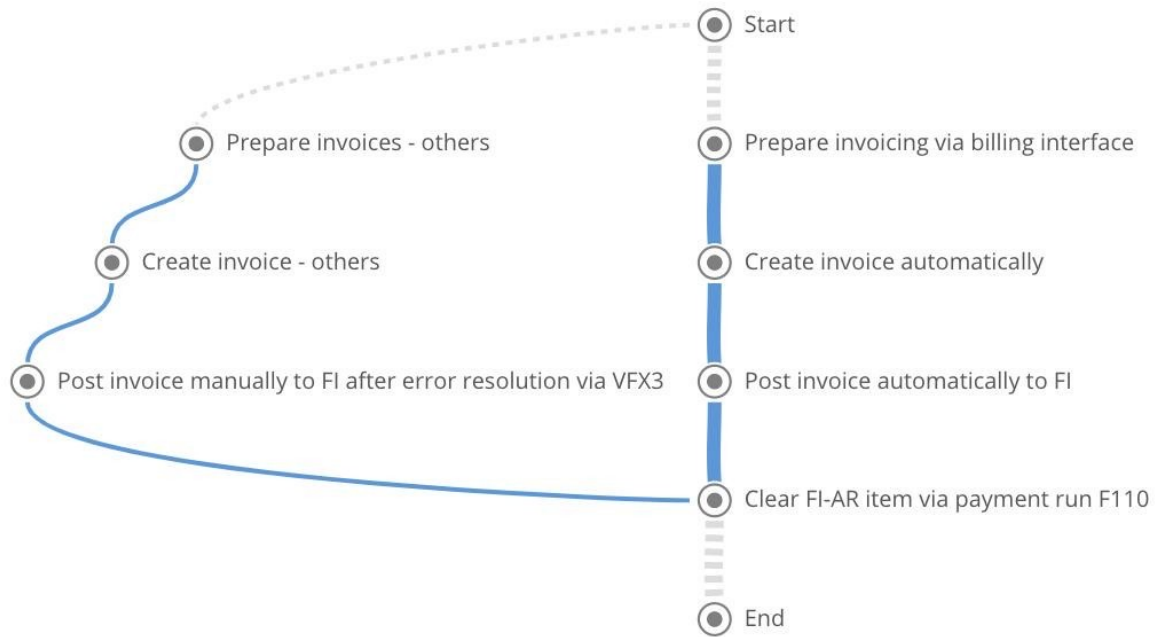 Start
Prepare invoices - others
Prepare invoicing via billing interface
Create invoice - others
Create invoice automatically
Post invoice manually to FI after error resolution via VFX3
Post invoice automatically to FI
Clear FI-AR item via payment run F110
End